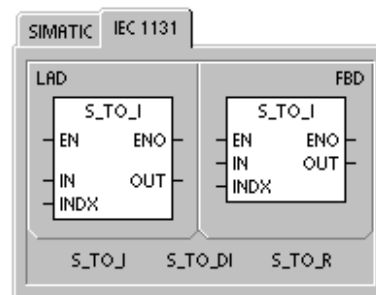 SIMATIC IEC 1131
LAD FBD
S_TO_I S_TO_I
EN ENO EN ENO
IN OUT IN OUT
INDX INDX
S_TO_I S_TO_DI S_TO_R